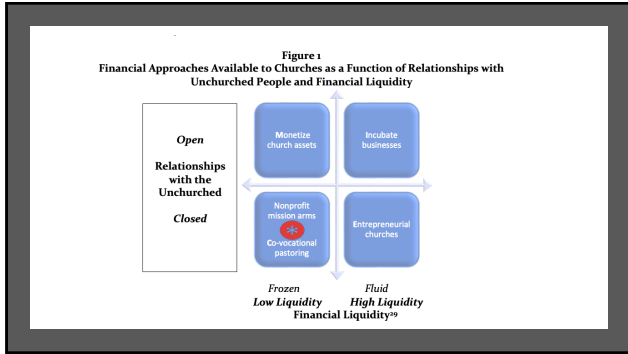 Figure 1
Financial Approaches Available to Churches as a Function of Relationships with
Unchurched People and Financial Liquidity
Open
Relationships
with the
Unchurched
Closed
Monetize
church assets
Incubate
businesses
Nonprofit
mission arms
*
Co-vocational
pastoring
Entrepreneurial
churches
Frozen
Fluid
Low Liquidity
High Liquidity
Financial Liquidity²⁹